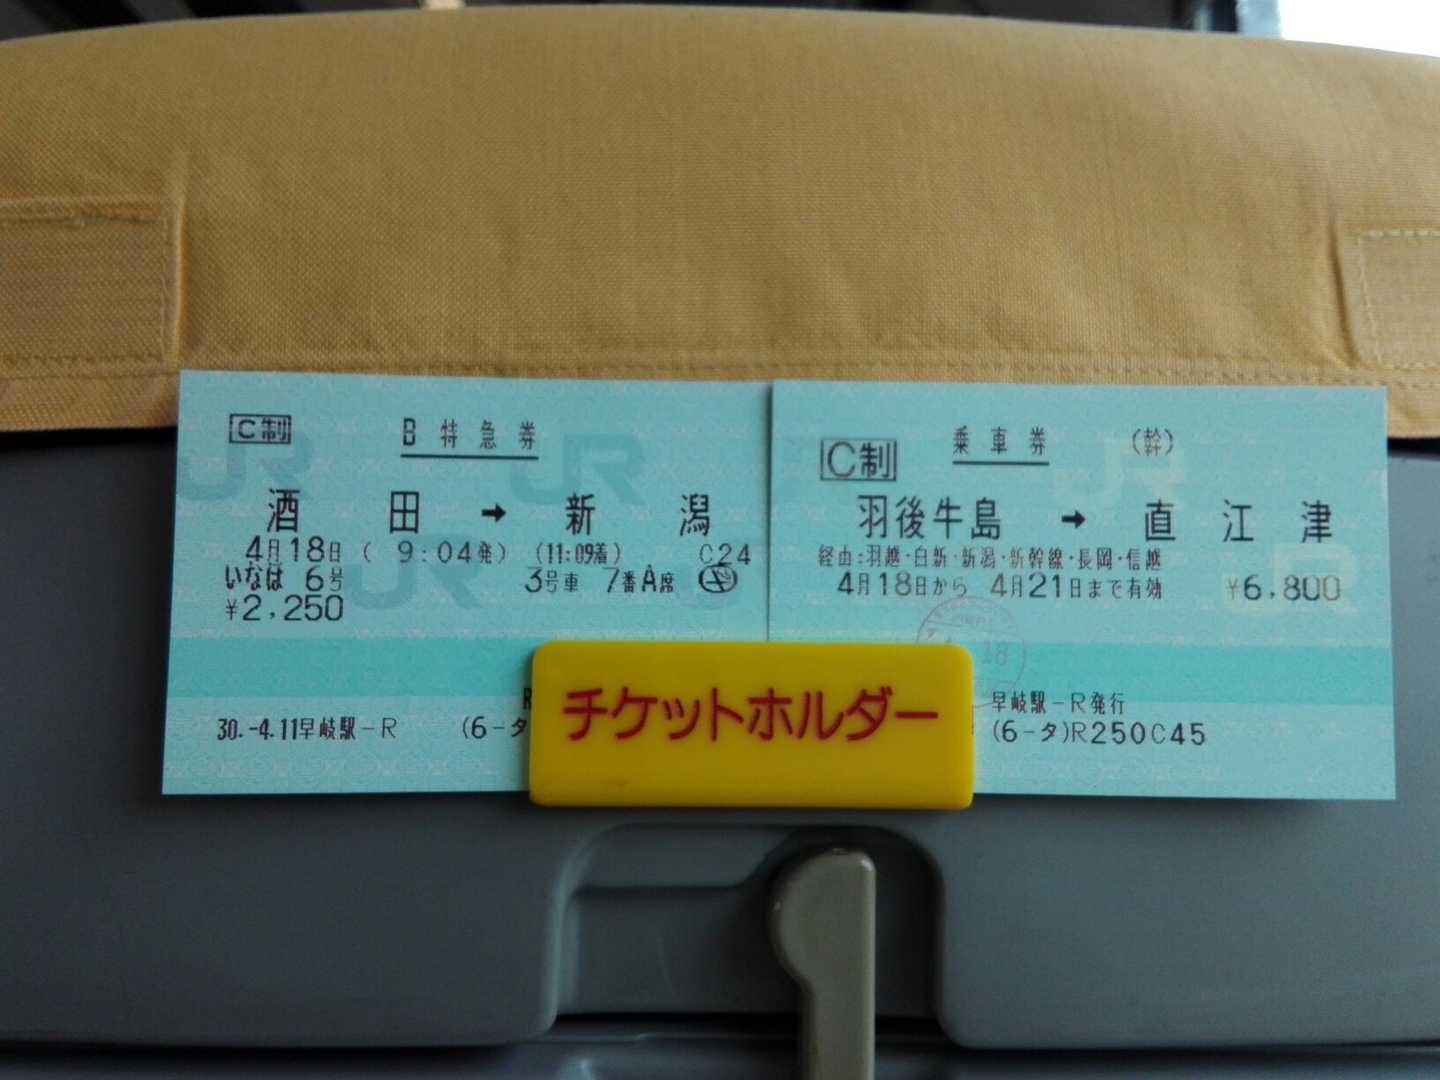 C制 B特急券
酒田→新潟
4月18日 ( 9:04発) (11:09着) C24
いなほ 6号 3号車 7番A席
¥2,250
30.-4.11早岐駅-R (6-タ
C制 乗車券 (幹)
羽後牛島→直江津
経由:羽越・白新・新潟・新幹線・長岡・信越
4月18日から 4月21日まで有効 ¥6,800
早岐駅-R発行
(6-タ)R250C45
チケットホルダー